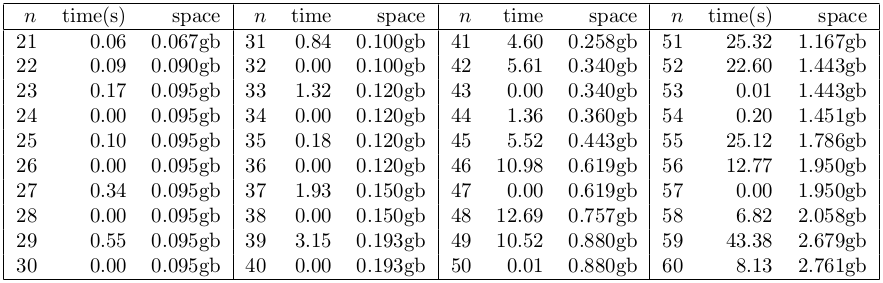 n time(s) space n time space n time space n time(s) space
21 0.06 0.067gb 31 0.84 0.100gb 41 4.60 0.258gb 51 25.32 1.167gb
22 0.09 0.090gb 32 0.00 0.100gb 42 5.61 0.340gb 52 22.60 1.443gb
23 0.17 0.095gb 33 1.32 0.120gb 43 0.00 0.340gb 53 0.01 1.443gb
24 0.00 0.095gb 34 0.00 0.120gb 44 1.36 0.360gb 54 0.20 1.451gb
25 0.10 0.095gb 35 0.18 0.120gb 45 5.52 0.443gb 55 25.12 1.786gb
26 0.00 0.095gb 36 0.00 0.120gb 46 10.98 0.619gb 56 12.77 1.950gb
27 0.34 0.095gb 37 1.93 0.150gb 47 0.00 0.619gb 57 0.00 1.950gb
28 0.00 0.095gb 38 0.00 0.150gb 48 12.69 0.757gb 58 6.82 2.058gb
29 0.55 0.095gb 39 3.15 0.193gb 49 10.52 0.880gb 59 43.38 2.679gb
30 0.00 0.095gb 40 0.00 0.193gb 50 0.01 0.880gb 60 8.13 2.761gb